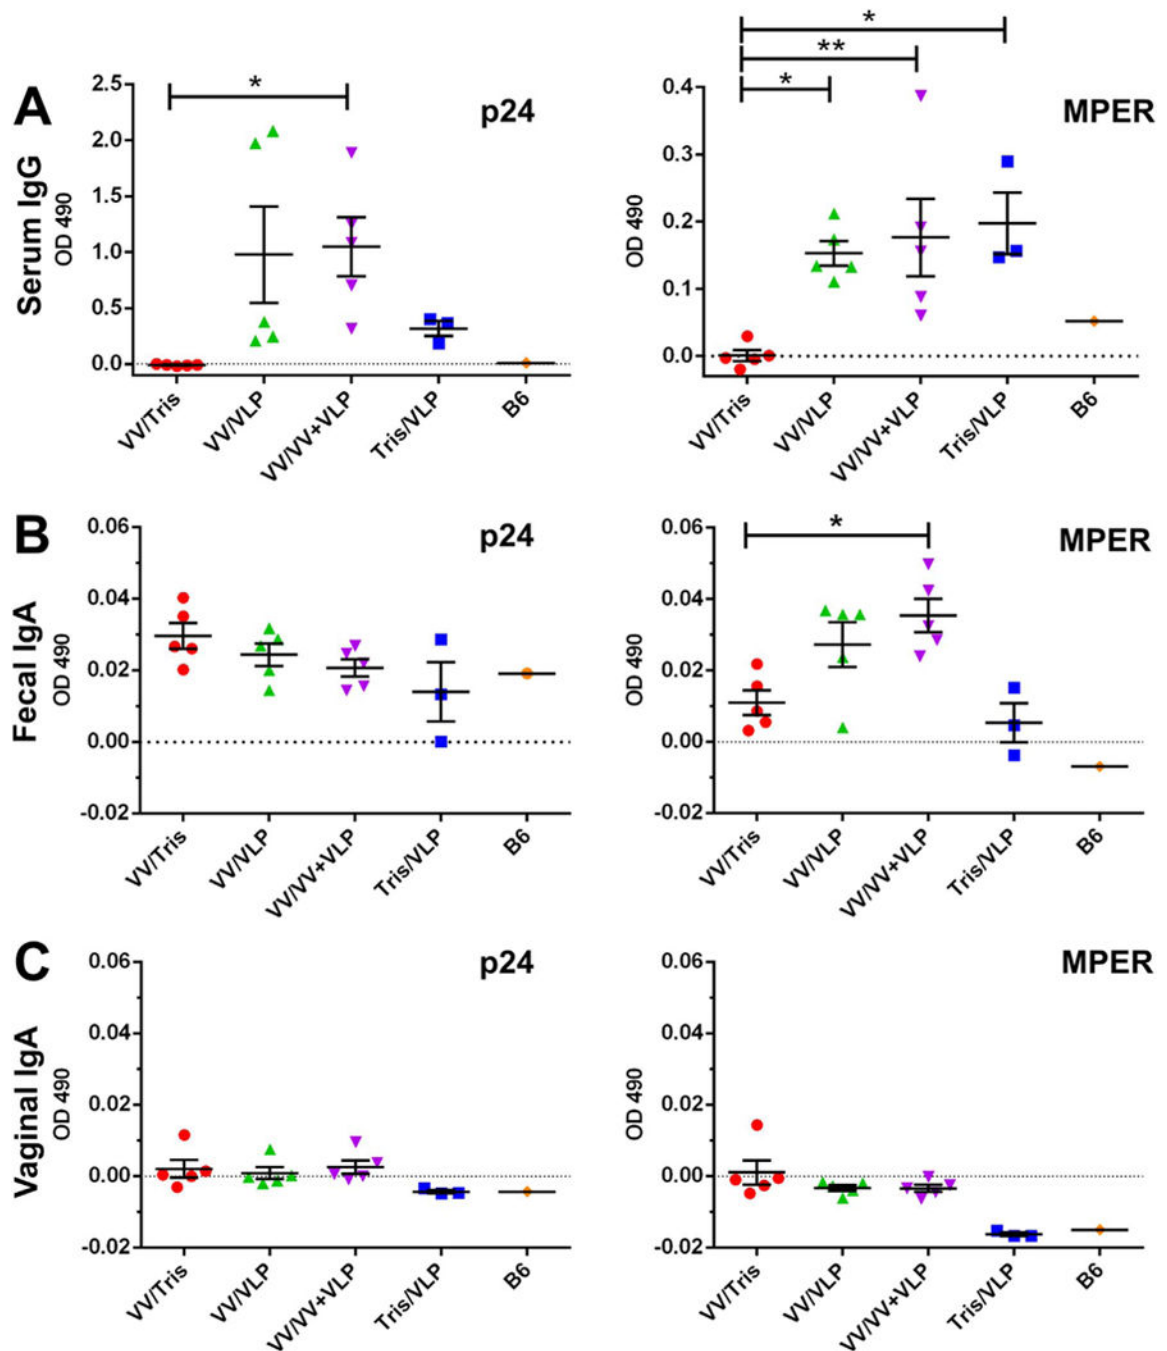 A
Serum IgG
OD 490
p24
*
2.5
2.0
1.5
1.0
0.5
0.0
VV/Tris
VV/VLP
VV/VV+VLP
Tris/VLP
B6
MPER
OD 490
*
**
*
0.4
0.3
0.2
0.1
0.0
VV/Tris
VV/VLP
VV/VV+VLP
Tris/VLP
B6
B
Fecal IgA
OD 490
p24
0.06
0.04
0.02
0.00
-0.02
VV/Tris
VV/VLP
VV/VV+VLP
Tris/VLP
B6
MPER
OD 490
*
0.06
0.04
0.02
0.00
-0.02
VV/Tris
VV/VLP
VV/VV+VLP
Tris/VLP
B6
C
Vaginal IgA
OD 490
p24
0.06
0.04
0.02
0.00
-0.02
VV/Tris
VV/VLP
VV/VV+VLP
Tris/VLP
B6
MPER
OD 490
0.06
0.04
0.02
0.00
-0.02
VV/Tris
VV/VLP
VV/VV+VLP
Tris/VLP
B6